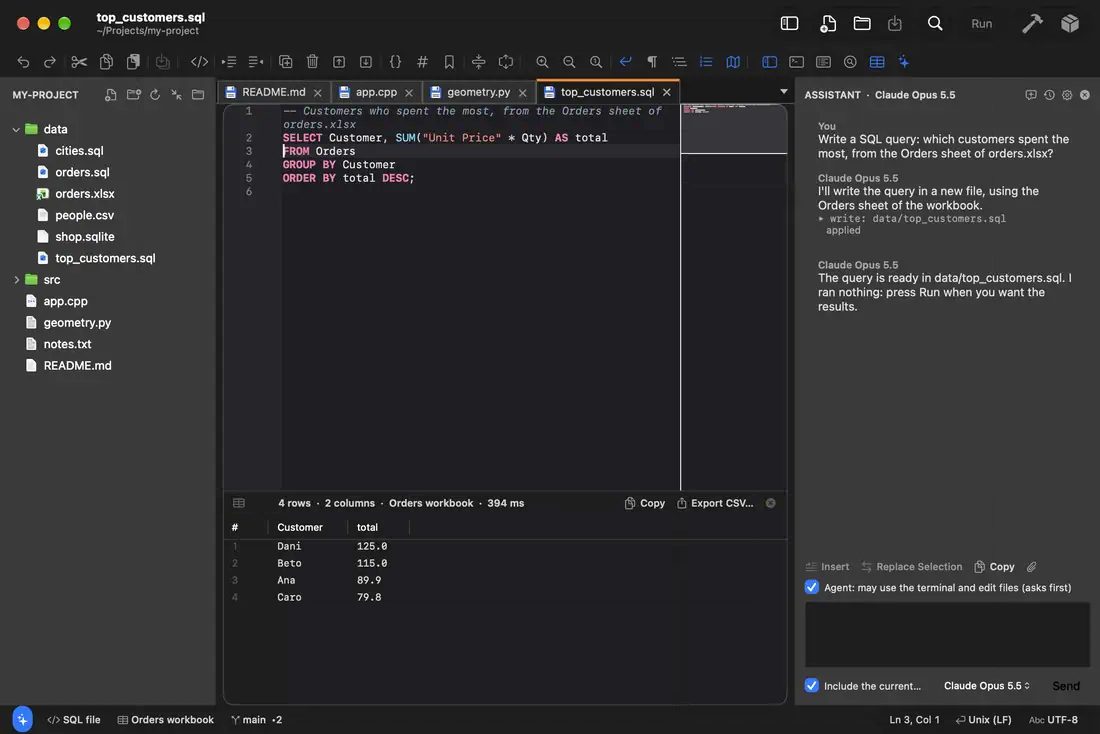 top_customers.sql
~/Projects/my-project
Run
MY-PROJECT
data
cities.sql
orders.sql
orders.xlsx
people.csv
shop.sqlite
top_customers.sql
src
app.cpp
geometry.py
notes.txt
README.md
README.md
app.cpp
geometry.py
top_customers.sql
1 -- Customers who spent the most, from the Orders sheet of
orders.xlsx
2 SELECT Customer, SUM("Unit Price" * Qty) AS total
3 FROM Orders
4 GROUP BY Customer
5 ORDER BY total DESC;
6
4 rows · 2 columns · Orders workbook · 394 ms
Copy
Export CSV...
# Customer total
1 Dani 125.0
2 Beto 115.0
3 Ana 89.9
4 Caro 79.8
ASSISTANT · Claude Opus 5.5
You
Write a SQL query: which customers spent the
most, from the Orders sheet of orders.xlsx?
Claude Opus 5.5
I'll write the query in a new file, using the
Orders sheet of the workbook.
▸ write: data/top_customers.sql
applied
Claude Opus 5.5
The query is ready in data/top_customers.sql. I
ran nothing: press Run when you want the
results.
Insert
Replace Selection
Copy
Agent: may use the terminal and edit files (asks first)
Include the current...
Claude Opus 5.5
Send
</> SQL file
Orders workbook
main •2
Ln 3, Col 1
Unix (LF)
Abc UTF-8